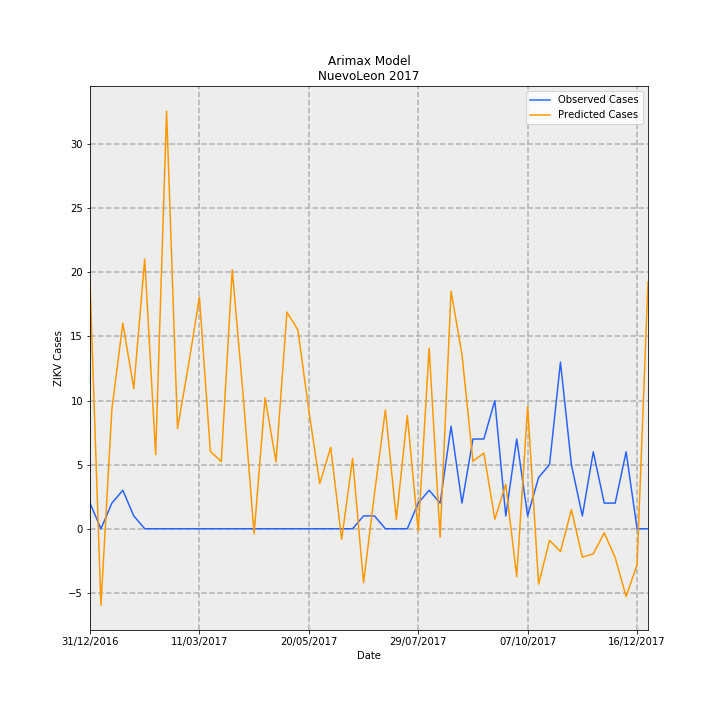 Arimax Model
NuevoLeon 2017
Observed Cases
Predicted Cases
ZIKV Cases
30
25
20
15
10
5
0
−5
31/12/2016
11/03/2017
20/05/2017
29/07/2017
07/10/2017
16/12/2017
Date